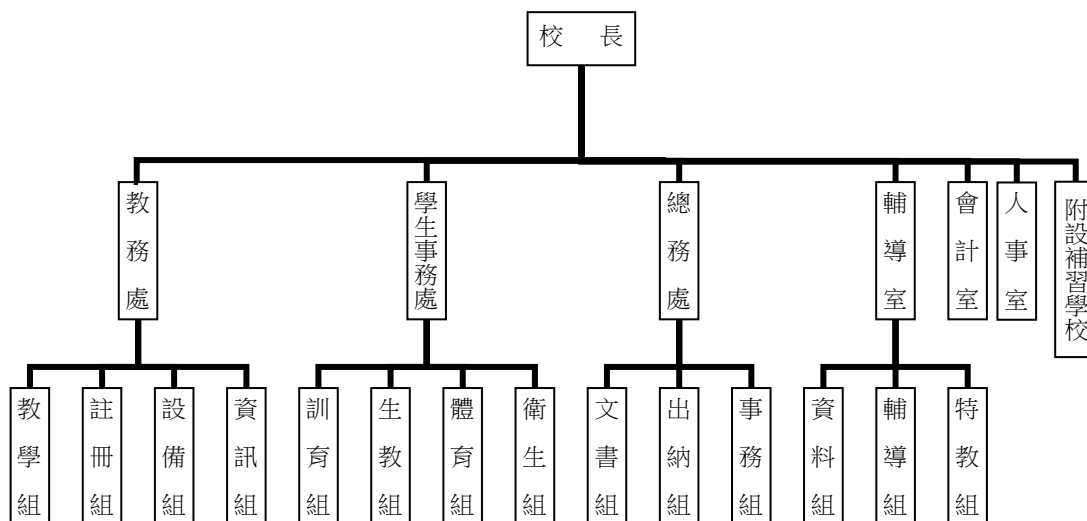 校 長
教務處
學生事務處
總務處
輔導室
會計室
人事室
附設補習學校
教學組
註冊組
設備組
資訊組
訓育組
生教組
體育組
衛生組
文書組
出納組
事務組
資料組
輔導組
特教組